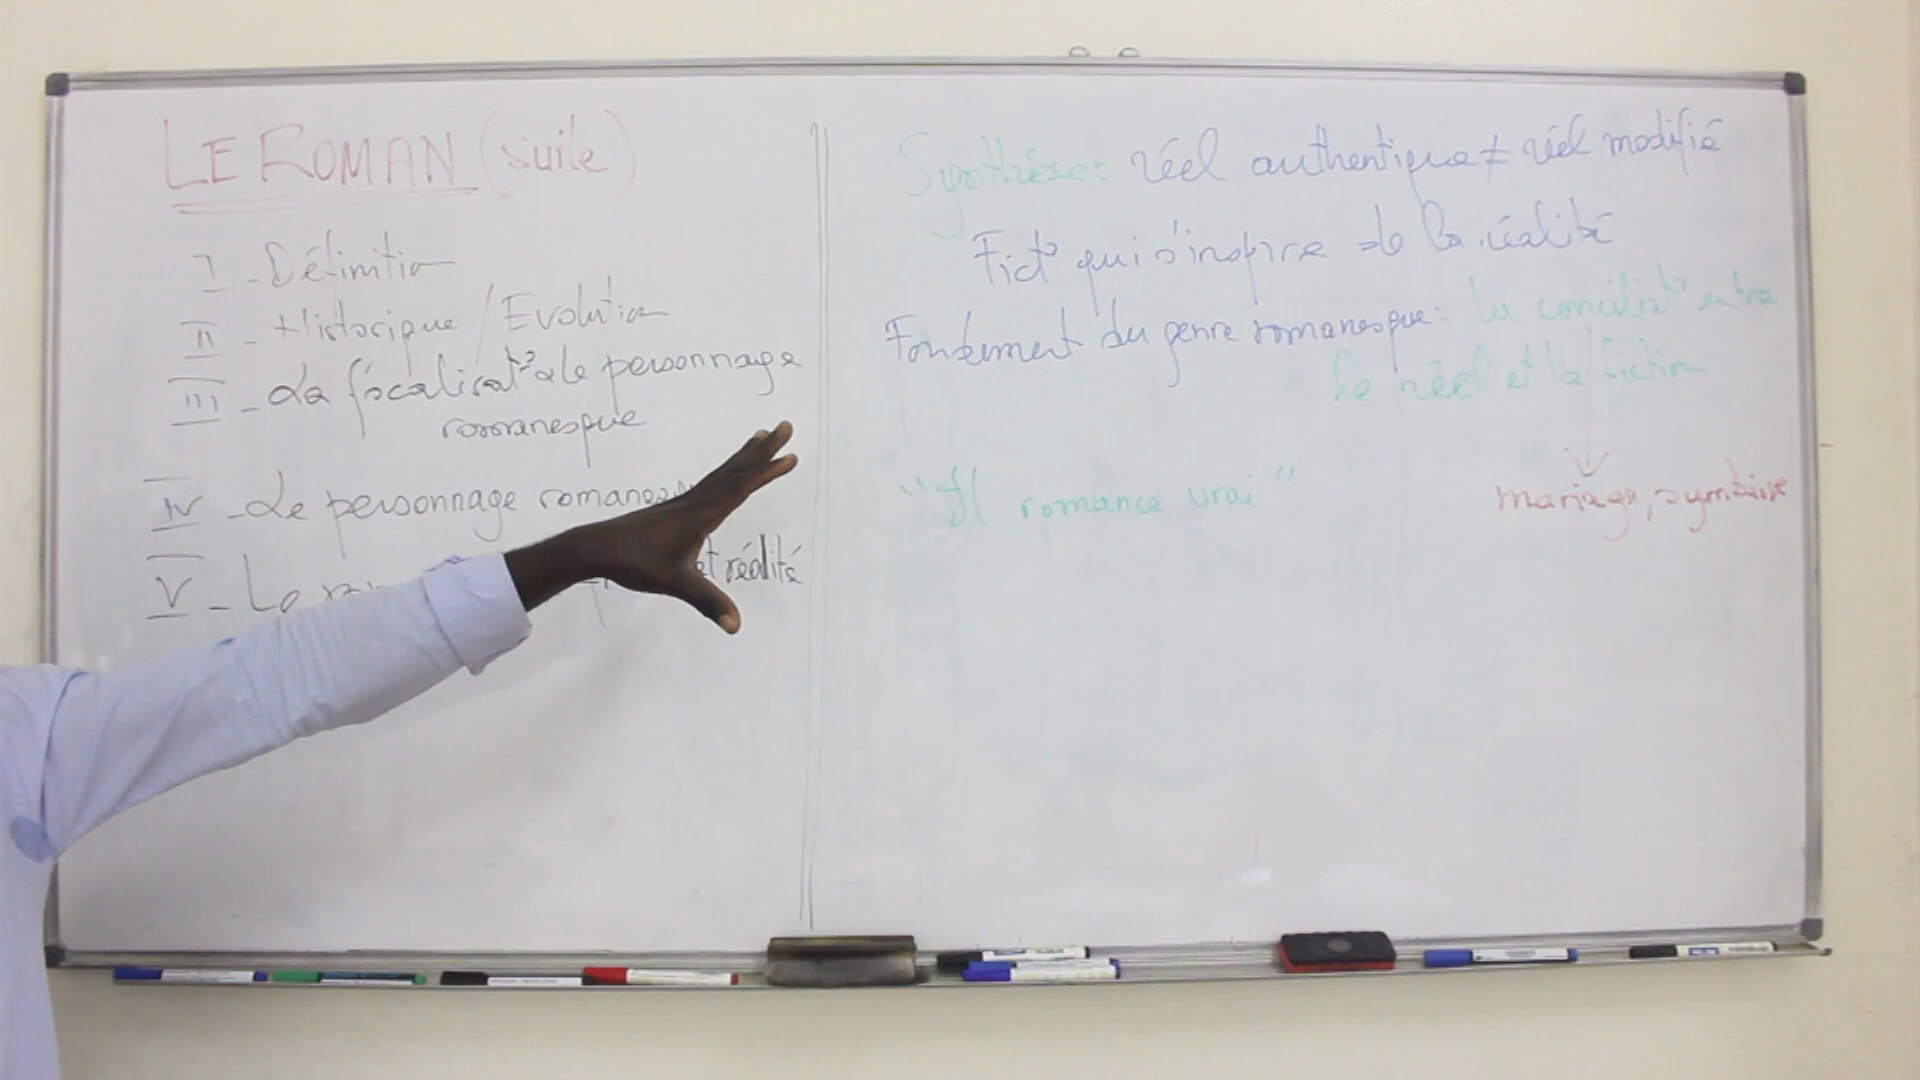 LE ROMAN (suite)
I - Définition
II - Historique / Evolution
III - La focalisat° de le personnage
romanesque
IV - Le personnage
V - Le et réalité
Synthèse: réel authentique ≠ réel modifié
Fict° qui s'inspire de la réalité
Fondement du genre romanesque: la conciliat° entre
le réel et la fiction
"Il romance vrai"
mariage, symbiose